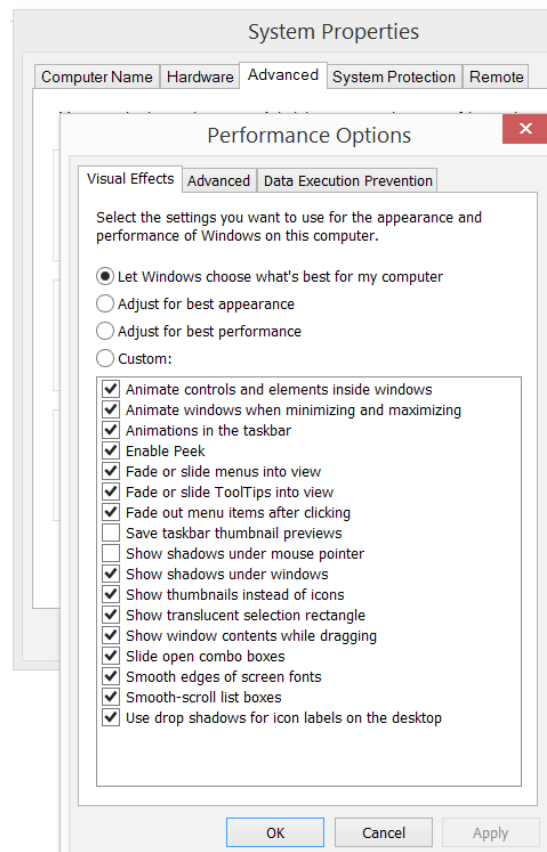 System Properties
Computer Name Hardware Advanced System Protection Remote
Performance Options
Visual Effects Advanced Data Execution Prevention
Select the settings you want to use for the appearance and
performance of Windows on this computer.
Let Windows choose what's best for my computer
Adjust for best appearance
Adjust for best performance
Custom:
Animate controls and elements inside windows
Animate windows when minimizing and maximizing
Animations in the taskbar
Enable Peek
Fade or slide menus into view
Fade or slide ToolTips into view
Fade out menu items after clicking
Save taskbar thumbnail previews
Show shadows under mouse pointer
Show shadows under windows
Show thumbnails instead of icons
Show translucent selection rectangle
Show window contents while dragging
Slide open combo boxes
Smooth edges of screen fonts
Smooth-scroll list boxes
Use drop shadows for icon labels on the desktop
OK Cancel Apply